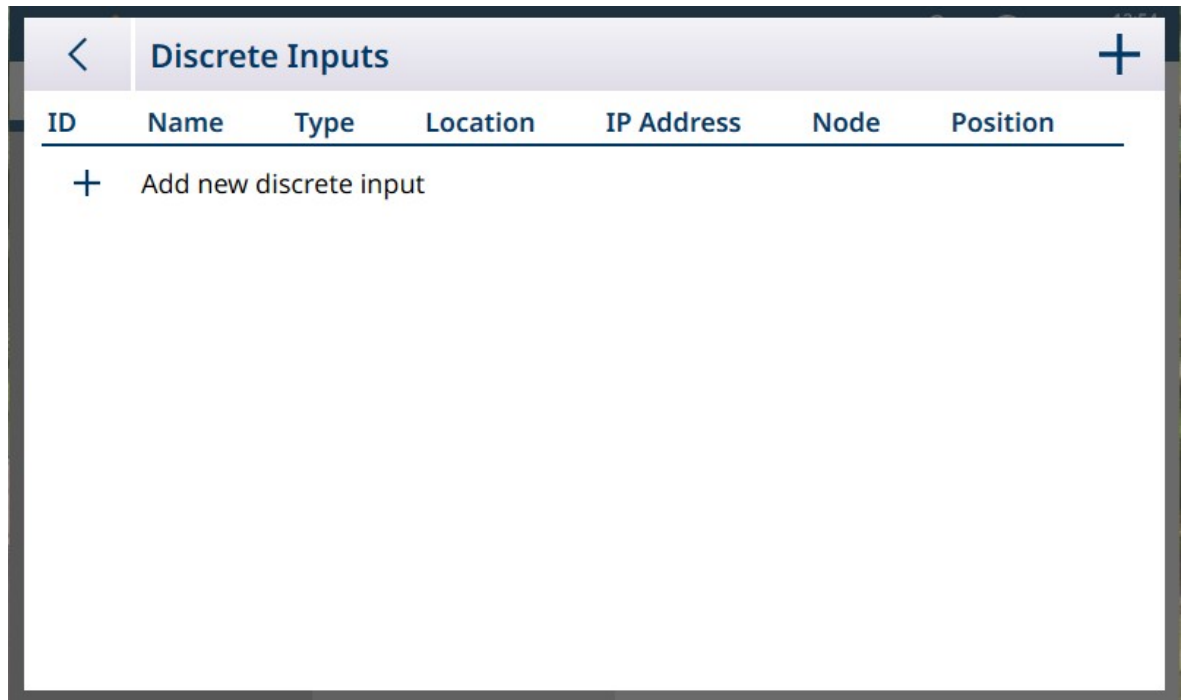 Discrete Inputs
ID Name Type Location IP Address Node Position
Add new discrete input